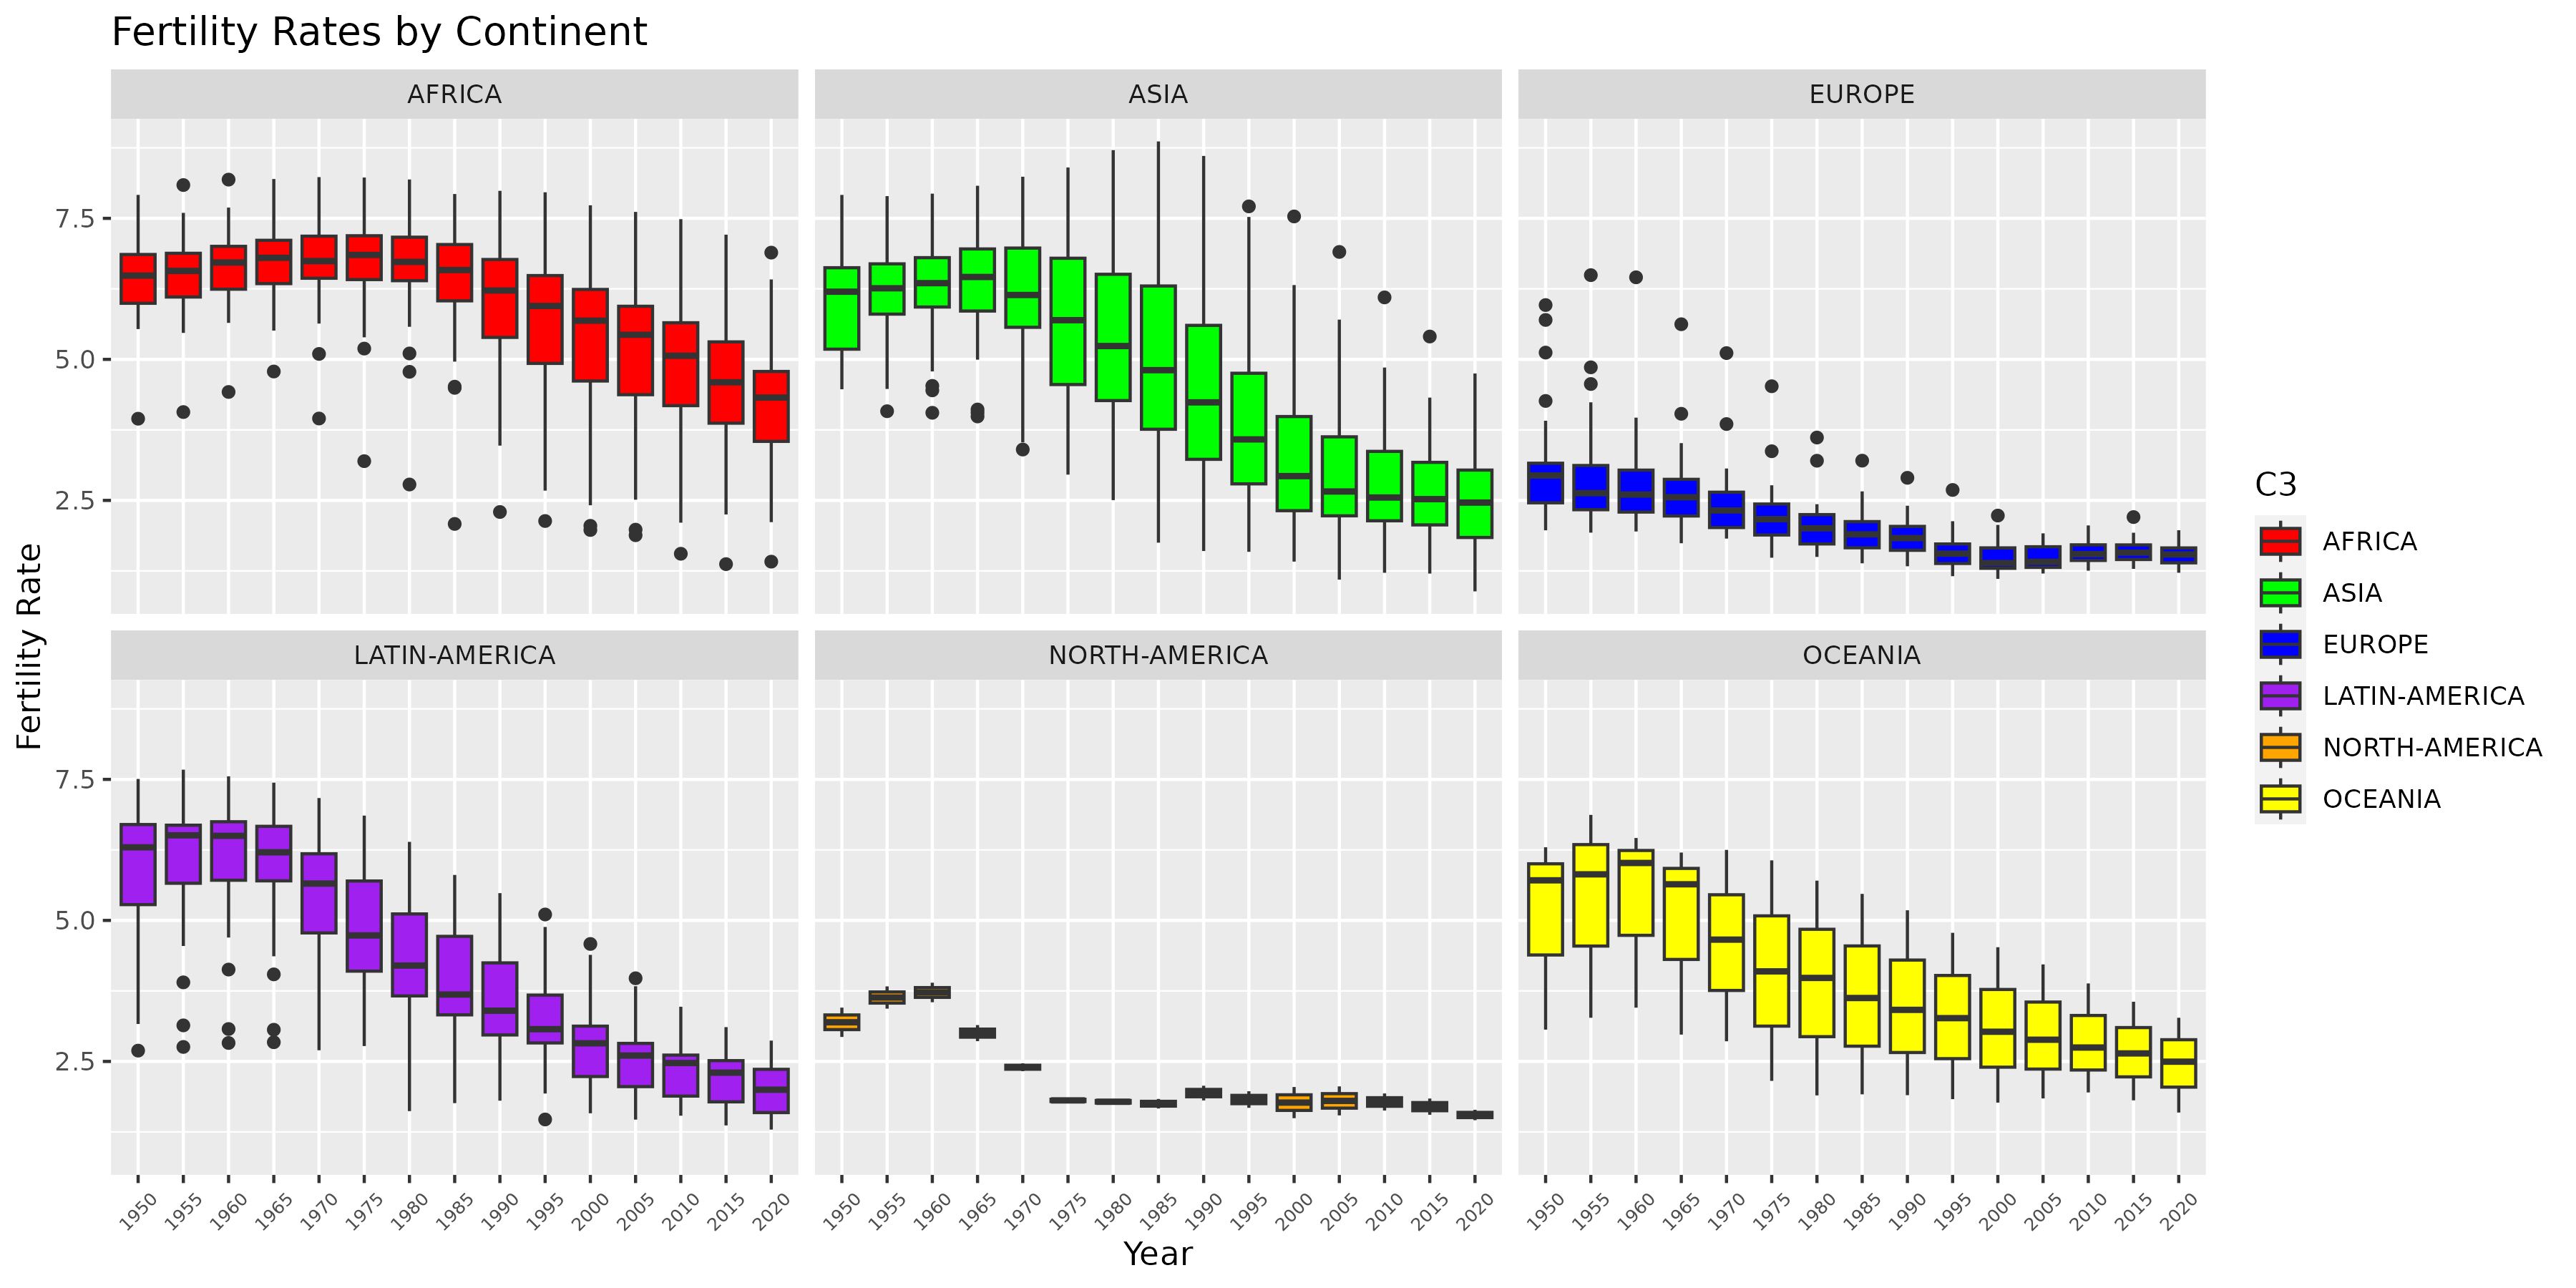 Fertility Rates by Continent
AFRICA
ASIA
EUROPE
7.5
5.0
2.5
LATIN-AMERICA
NORTH-AMERICA
OCEANIA
7.5
5.0
2.5
Fertility Rate
1950 1955 1960 1965 1970 1975 1980 1985 1990 1995 2000 2005 2010 2015 2020
1950 1955 1960 1965 1970 1975 1980 1985 1990 1995 2000 2005 2010 2015 2020
1950 1955 1960 1965 1970 1975 1980 1985 1990 1995 2000 2005 2010 2015 2020
Year
C3
AFRICA
ASIA
EUROPE
LATIN-AMERICA
NORTH-AMERICA
OCEANIA